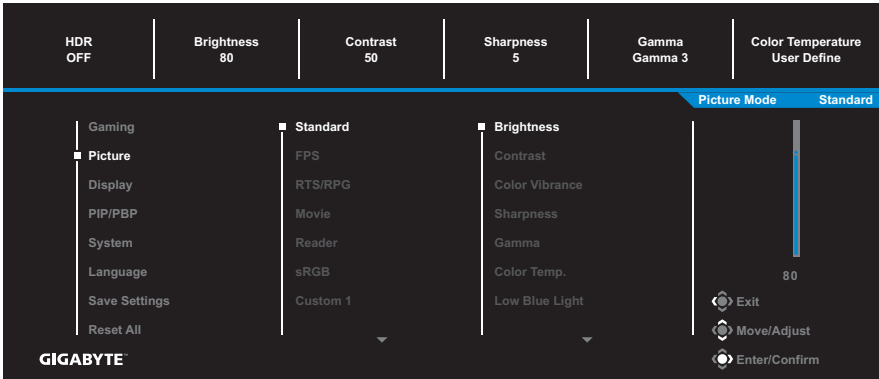 HDR
OFF
Brightness
80
Contrast
50
Sharpness
5
Gamma
Gamma 3
Color Temperature
User Define
Picture Mode Standard
Gaming
Picture
Display
PIP/PBP
System
Language
Save Settings
Reset All
Standard
FPS
RTS/RPG
Movie
Reader
sRGB
Custom 1
Brightness
Contrast
Color Vibrance
Sharpness
Gamma
Color Temp.
Low Blue Light
80
Exit
Move/Adjust
Enter/Confirm
GIGABYTE™